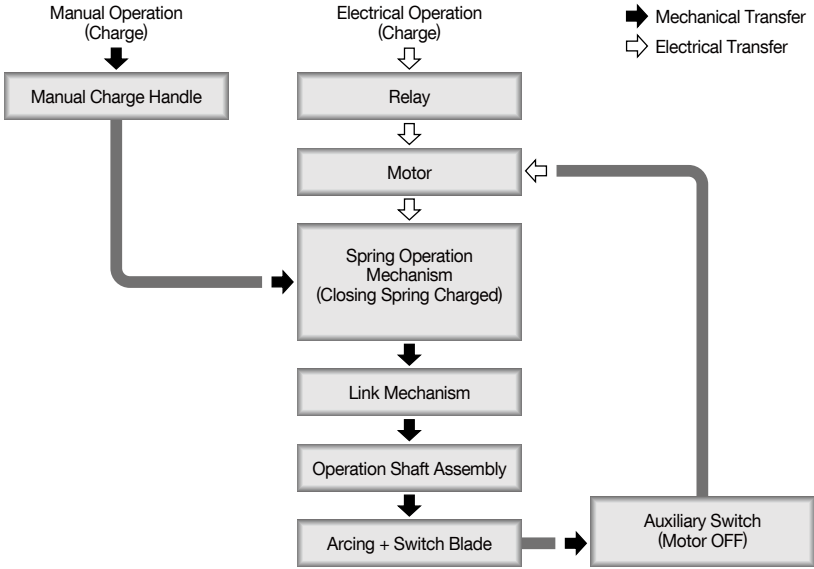 Manual Operation
(Charge)
Electrical Operation
(Charge)
Mechanical Transfer
Electrical Transfer
Manual Charge Handle
Relay
Motor
Spring Operation
Mechanism
(Closing Spring Charged)
Link Mechanism
Operation Shaft Assembly
Arcing + Switch Blade
Auxiliary Switch
(Motor OFF)